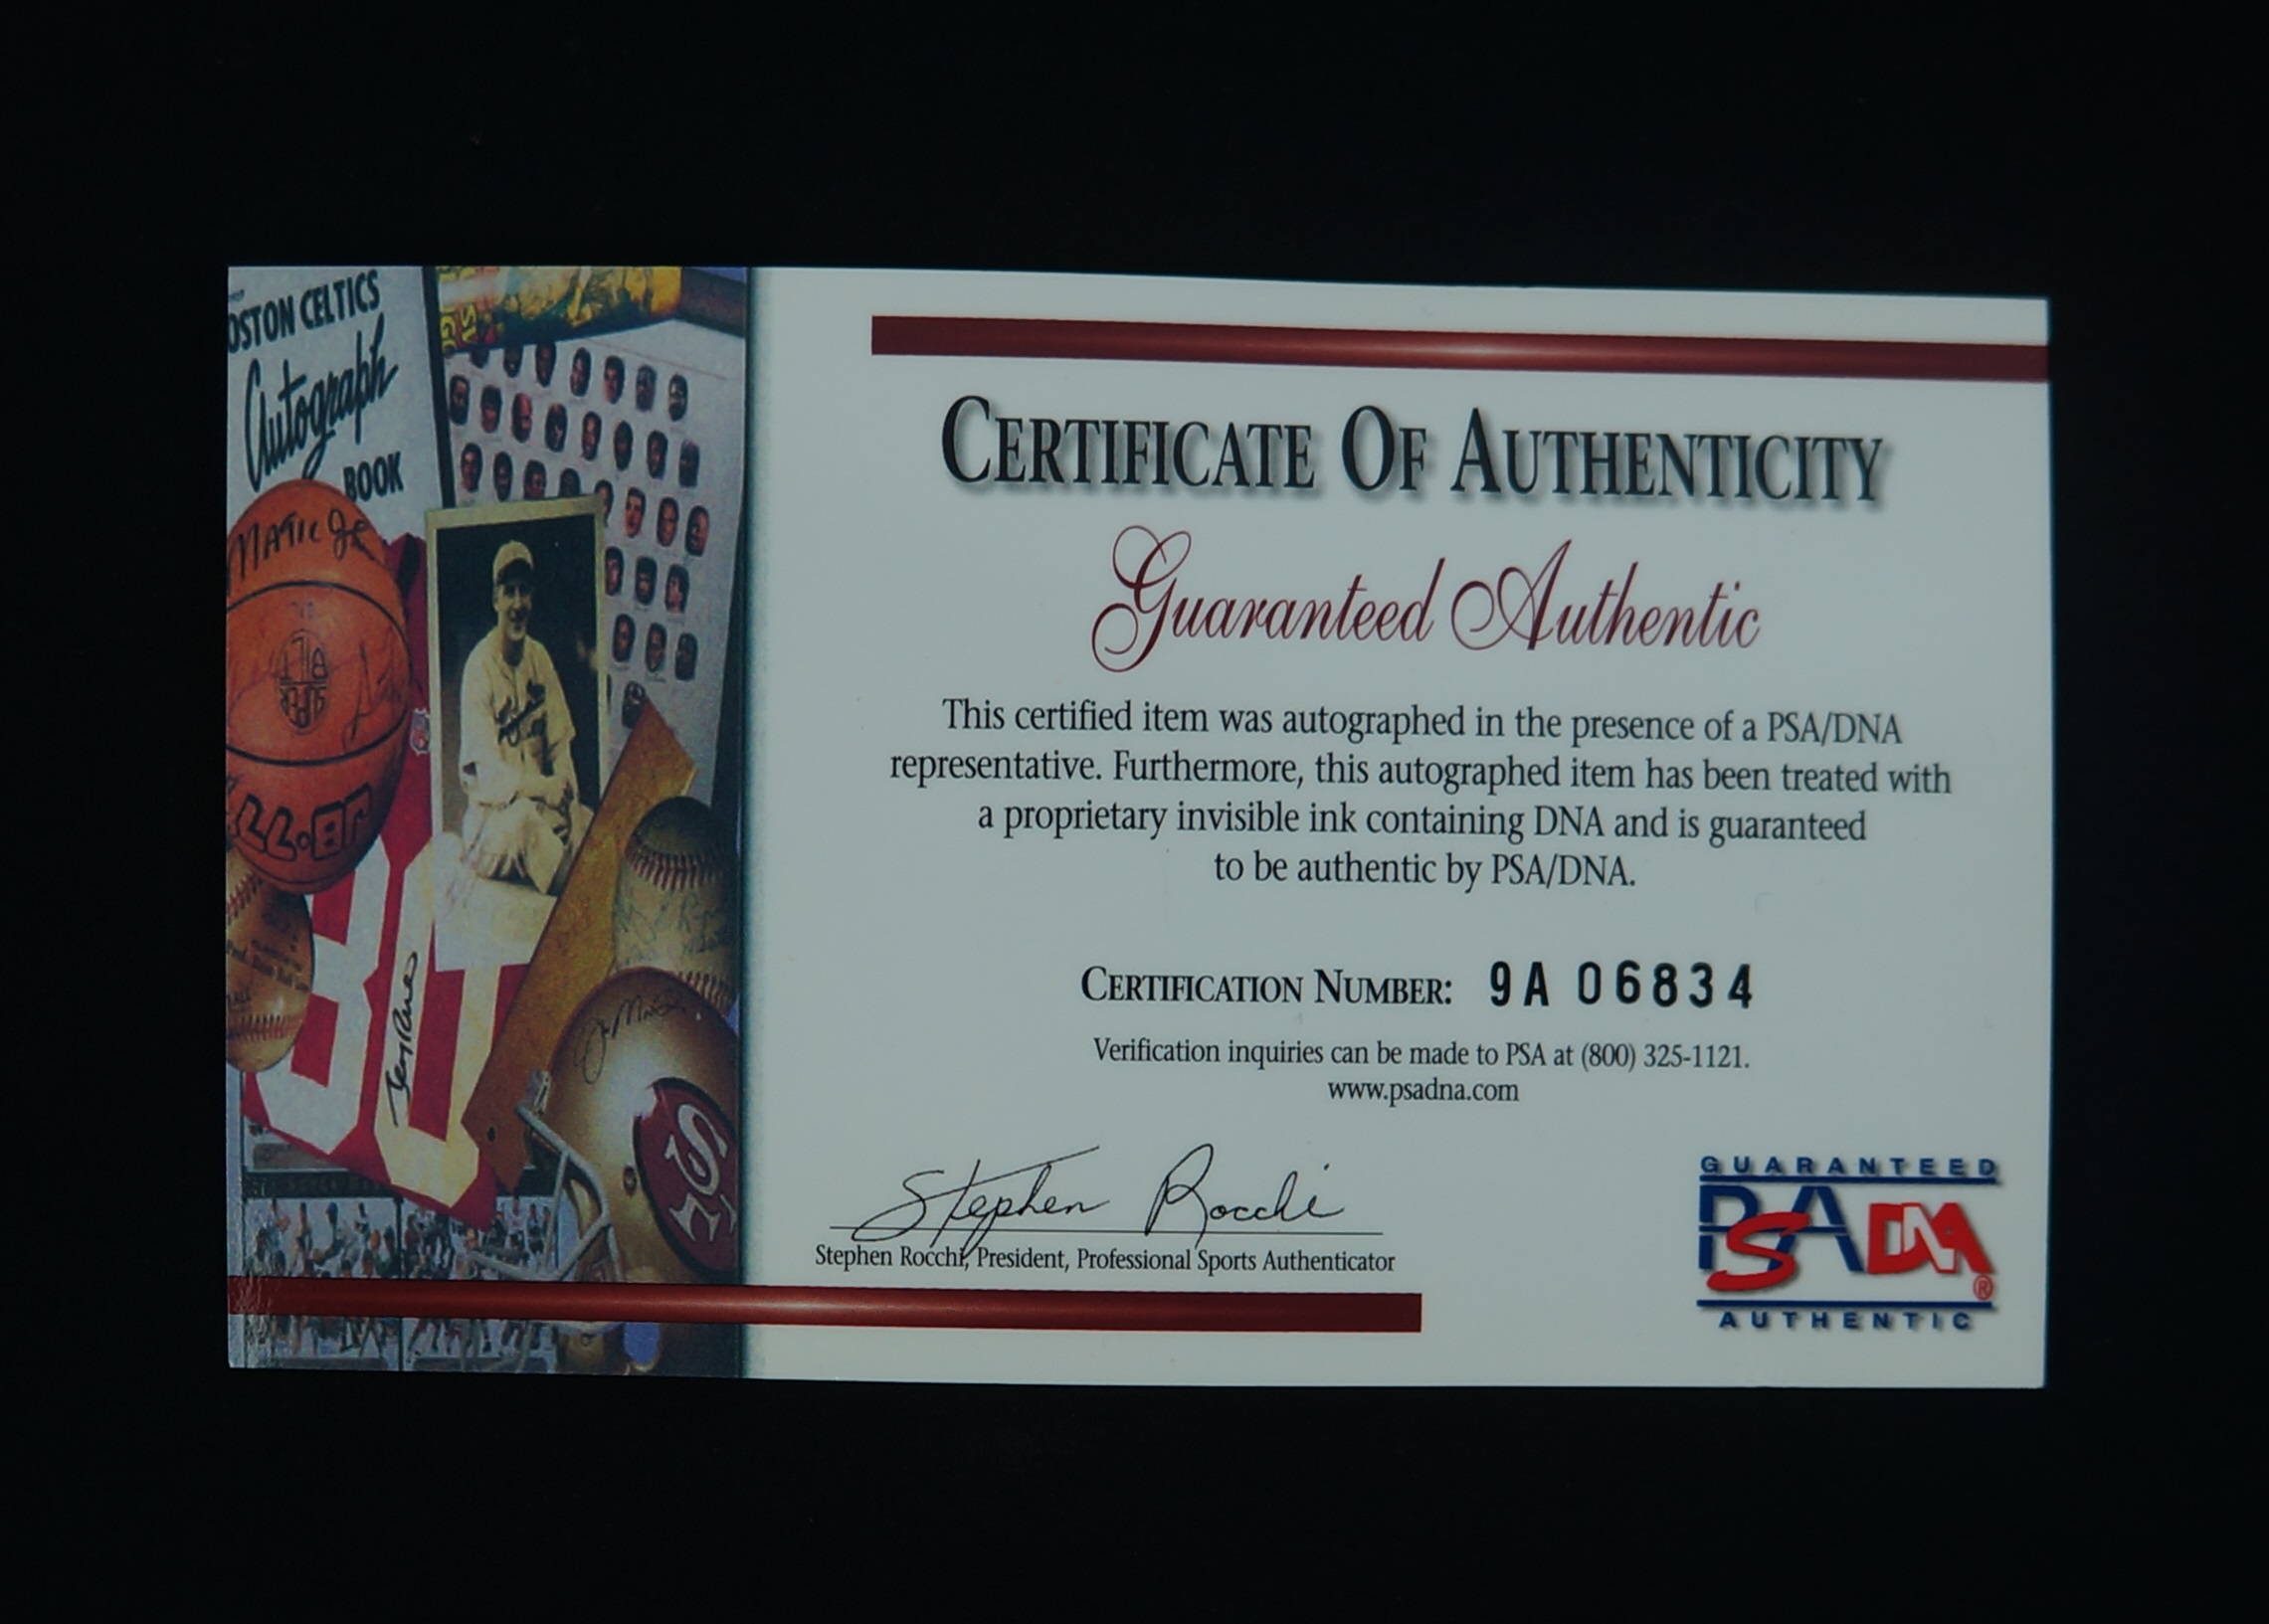 OSTON CELTICS
Autograph
BOOK
CERTIFICATE OF AUTHENTICITY
Guaranteed Authentic
This certified item was autographed in the presence of a PSA/DNA
representative. Furthermore, this autographed item has been treated with
a proprietary invisible ink containing DNA and is guaranteed
to be authentic by PSA/DNA.
CERTIFICATION NUMBER: 9A 06834
Verification inquiries can be made to PSA at (800) 325-1121.
www.psadna.com
Stephen Rocchi
Stephen Rocchi, President, Professional Sports Authenticator
GUARANTEED
PSA DNA ®
AUTHENTIC
80
SF